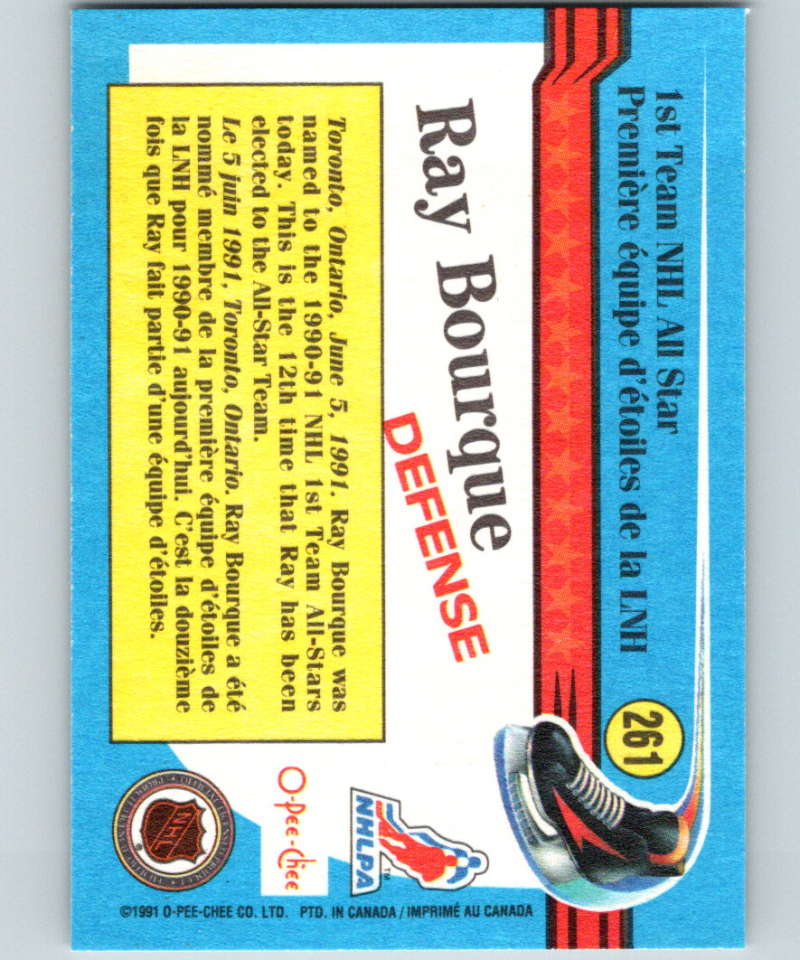 1st Team NHL All Star
Première équipe d'étoiles de la LNH
261
Ray Bourque
DEFENSE
Toronto, Ontario, June 5, 1991. Ray Bourque was
named to the 1990-91 NHL 1st Team All-Stars
today. This is the 12th time that Ray has been
elected to the All-Star Team.
Le 5 juin 1991, Toronto, Ontario. Ray Bourque a été
nommé membre de la première équipe d'étoiles de
la LNH pour 1990-91 aujourd'hui. C'est la douzième
fois que Ray fait partie d'une équipe d'étoiles.
NHLPA
TM
O-Pee-Chee
NHL
®
©1991 O-PEE-CHEE CO. LTD. PTD. IN CANADA / IMPRIMÉ AU CANADA